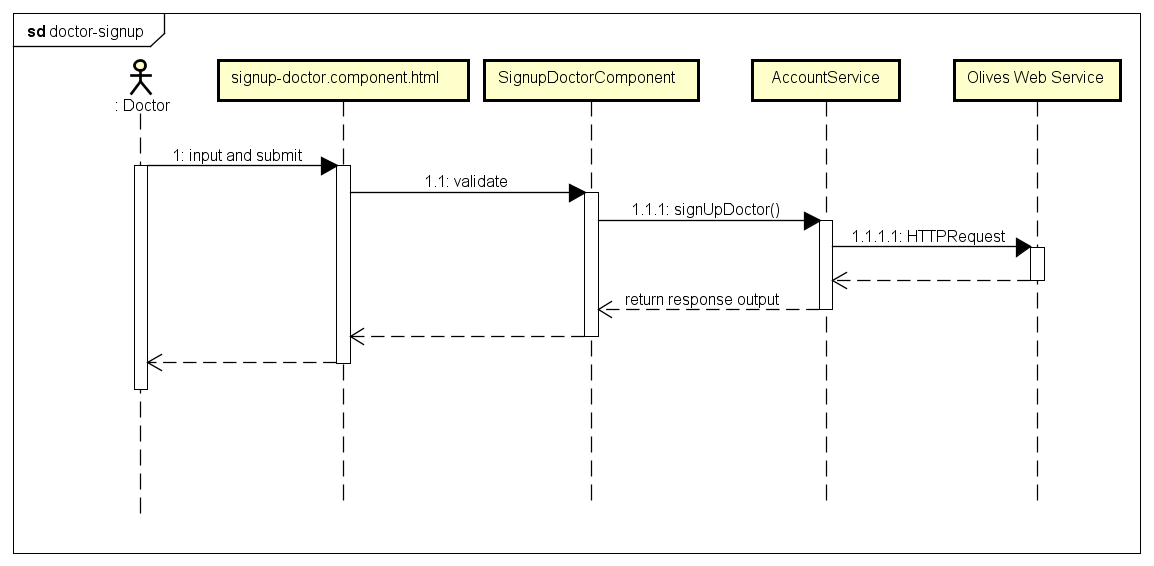 sd doctor-signup
: Doctor
signup-doctor.component.html
SignupDoctorComponent
AccountService
Olives Web Service
1: input and submit
1.1: validate
1.1.1: signUpDoctor()
1.1.1.1: HTTPRequest
return response output